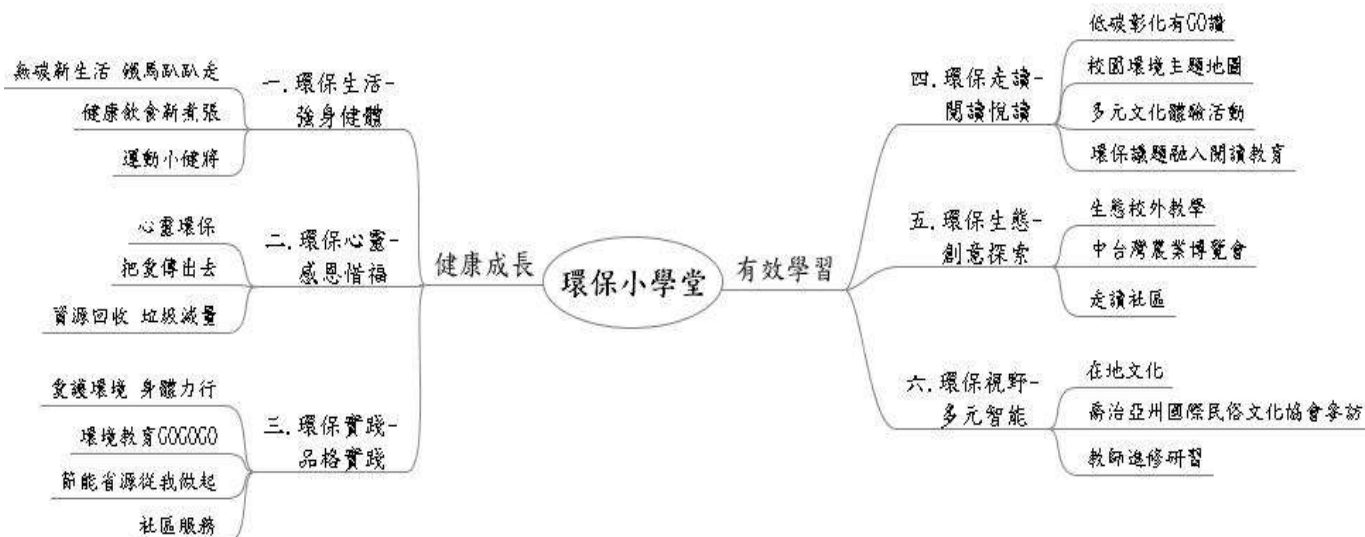 環保小學堂
健康成長
一.環保生活-
強身健體
無碳新生活 鐵馬趴趴走
健康飲食新煮張
運動小健將
二.環保心靈-
感恩惜福
心靈環保
把愛傳出去
資源回收 垃圾減量
三.環保實踐-
品格實踐
愛護環境 身體力行
環境教育GOGOGO
節能省源從我做起
社區服務
有效學習
四.環保走讀-
閱讀悅讀
低碳彰化有GO讚
校園環境主題地圖
多元文化體驗活動
環保議題融入閱讀教育
五.環保生態-
創意探索
生態校外教學
中台灣農業博覽會
走讀社區
六.環保視野-
多元智能
在地文化
喬治亞州國際民俗文化協會參訪
教師進修研習